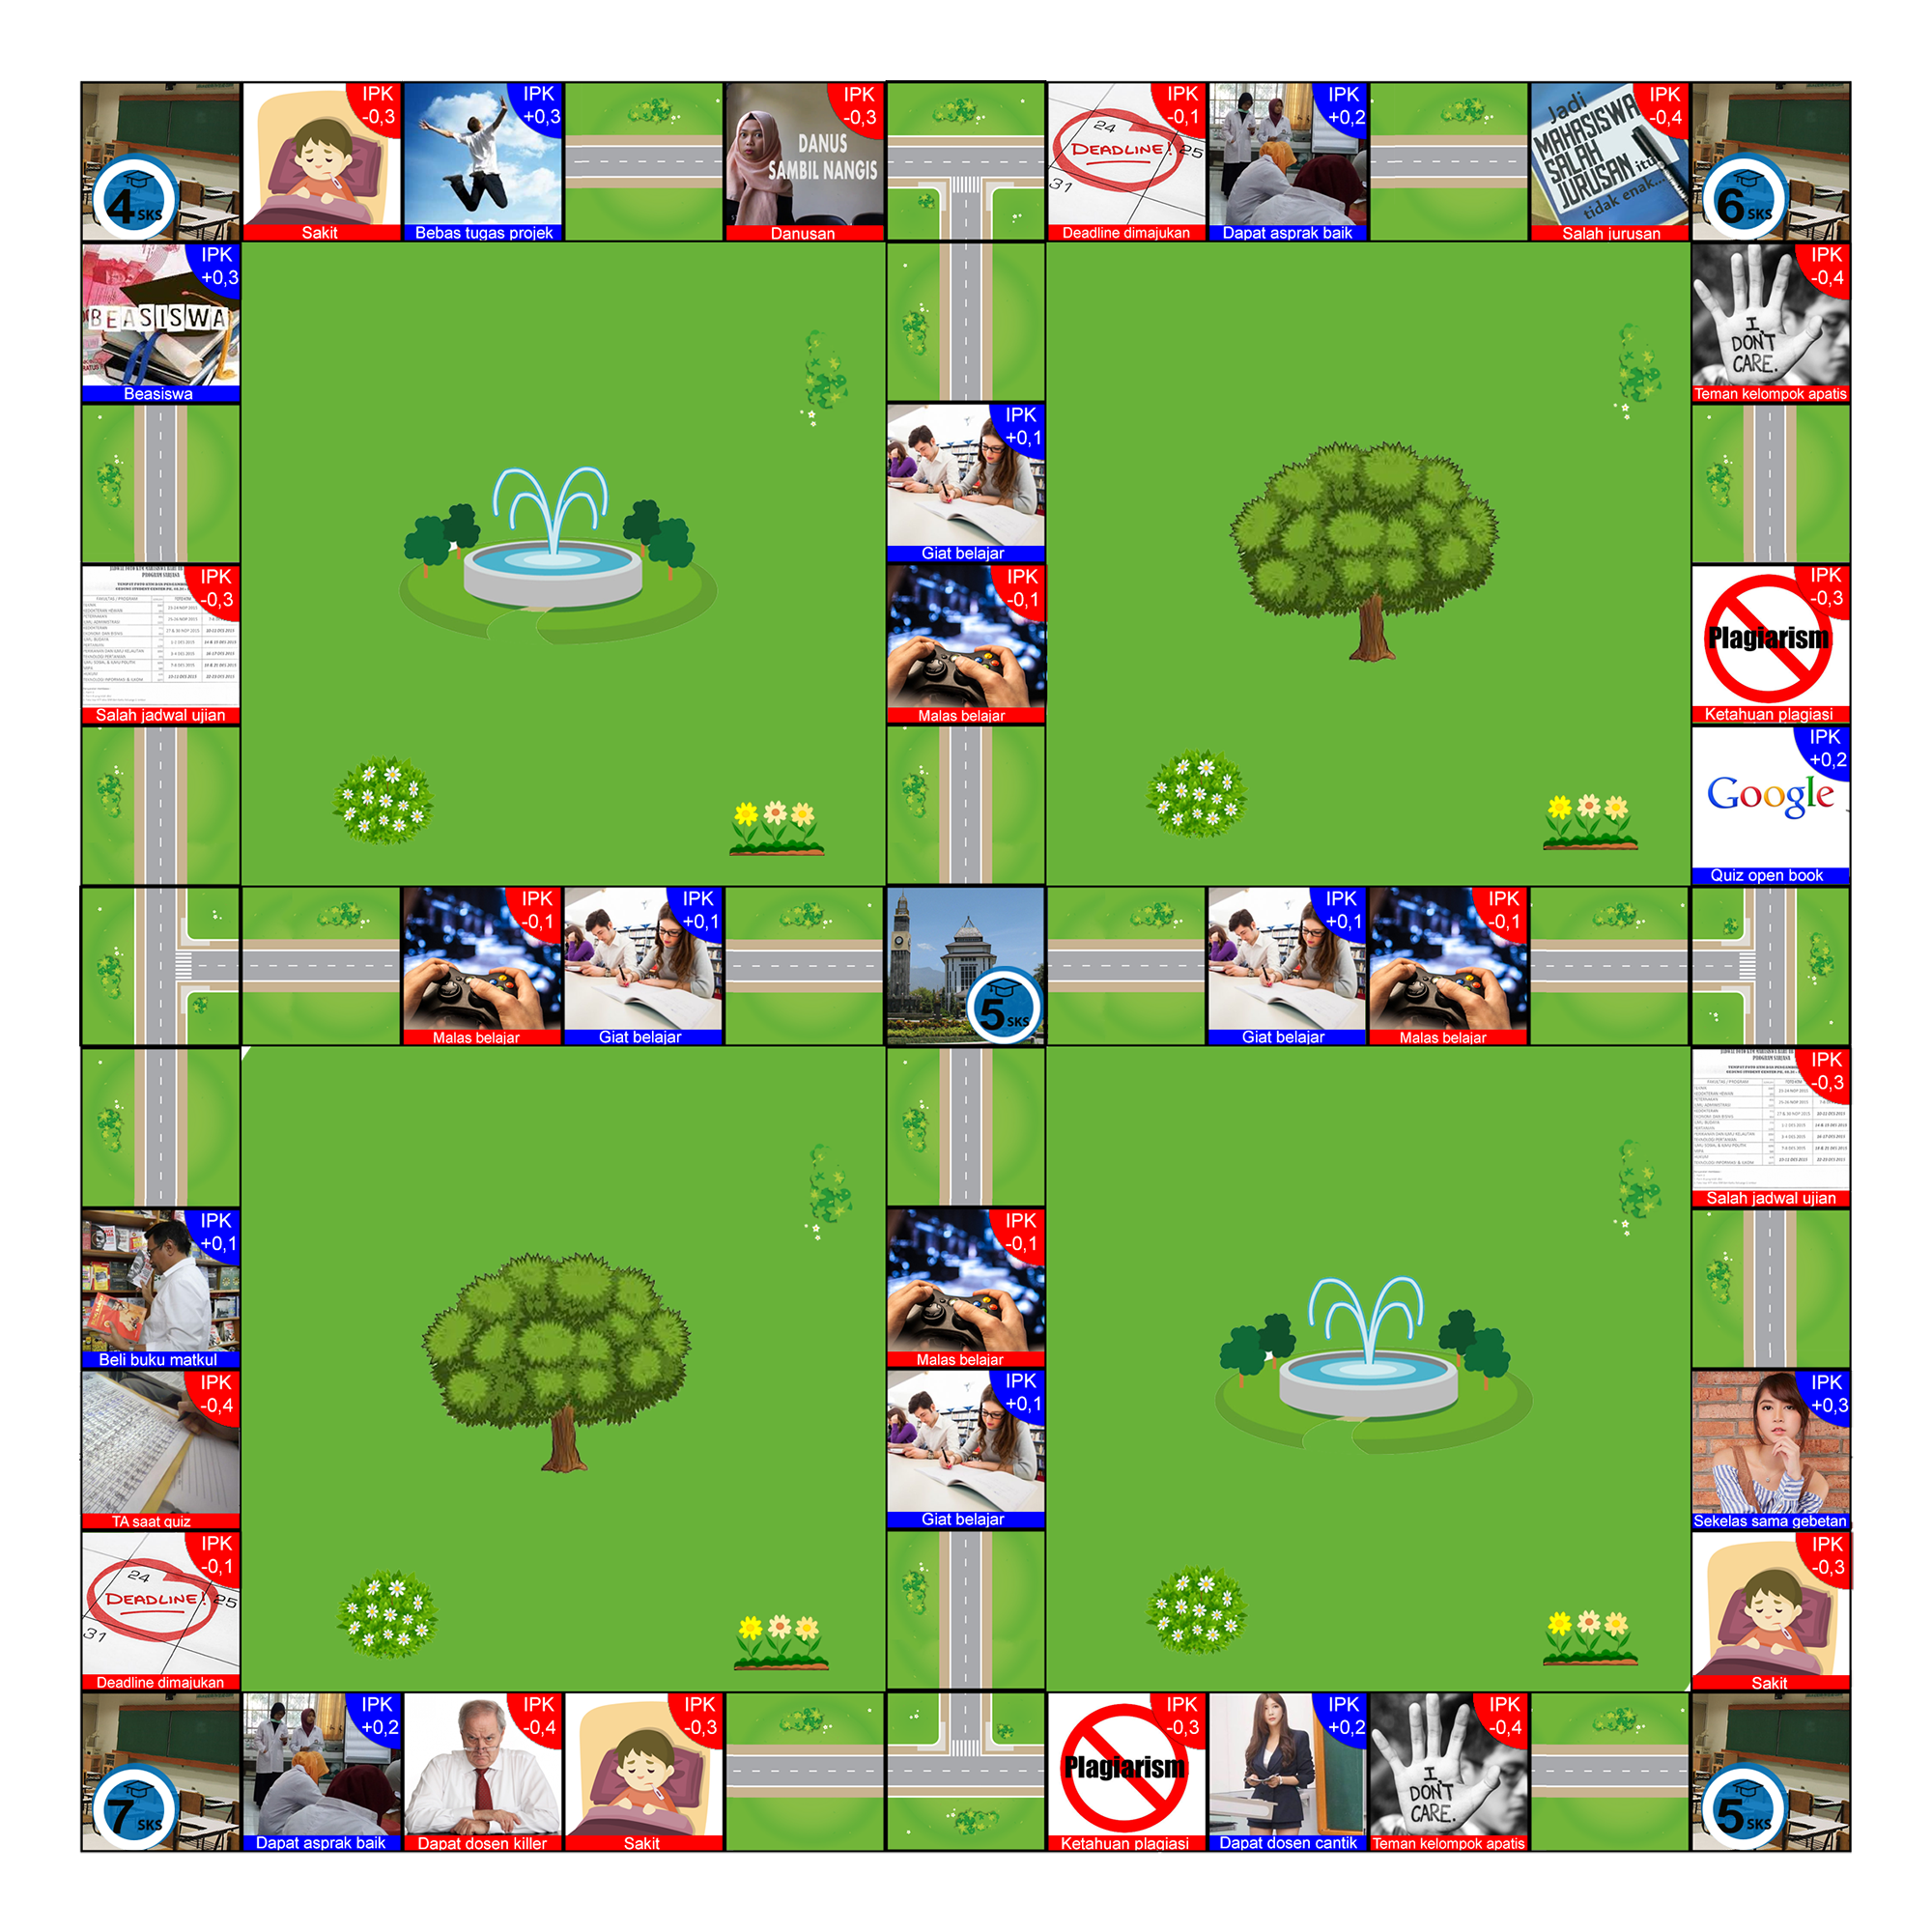 4 SKS
IPK
-0,3
Sakit
IPK
+0,3
Bebas tugas projek
IPK
-0,3
DANUS
SAMBIL NANGIS
Danusan
IPK
-0,1
24
DEADLINE!
25
31
Deadline dimajukan
IPK
+0,2
Dapat asprak baik
IPK
-0,4
Jadi
MAHASISWA
SALAH
JURUSAN itu
tidak enak...
Salah jurusan
6 SKS
IPK
+0,3
BEASISWA
Beasiswa
IPK
-0,4
I
DON'T
CARE.
Teman kelompok apatis
IPK
+0,1
Giat belajar
IPK
-0,3
Salah jadwal ujian
IPK
-0,1
Malas belajar
IPK
-0,3
Plagiarism
Ketahuan plagiasi
IPK
+0,2
Google
Quiz open book
IPK
-0,1
Malas belajar
IPK
+0,1
Giat belajar
5 SKS
IPK
+0,1
Giat belajar
IPK
-0,1
Malas belajar
IPK
-0,3
Salah jadwal ujian
IPK
+0,1
Beli buku matkul
IPK
-0,1
Malas belajar
IPK
-0,4
TA saat quiz
IPK
+0,1
Giat belajar
IPK
+0,3
Sekelas sama gebetan
IPK
-0,1
24
DEADLINE!
25
31
Deadline dimajukan
IPK
-0,3
Sakit
7 SKS
IPK
+0,2
Dapat asprak baik
IPK
-0,4
Dapat dosen killer
IPK
-0,3
Sakit
IPK
-0,3
Plagiarism
Ketahuan plagiasi
IPK
+0,2
Dapat dosen cantik
IPK
-0,4
I
DON'T
CARE.
Teman kelompok apatis
5 SKS